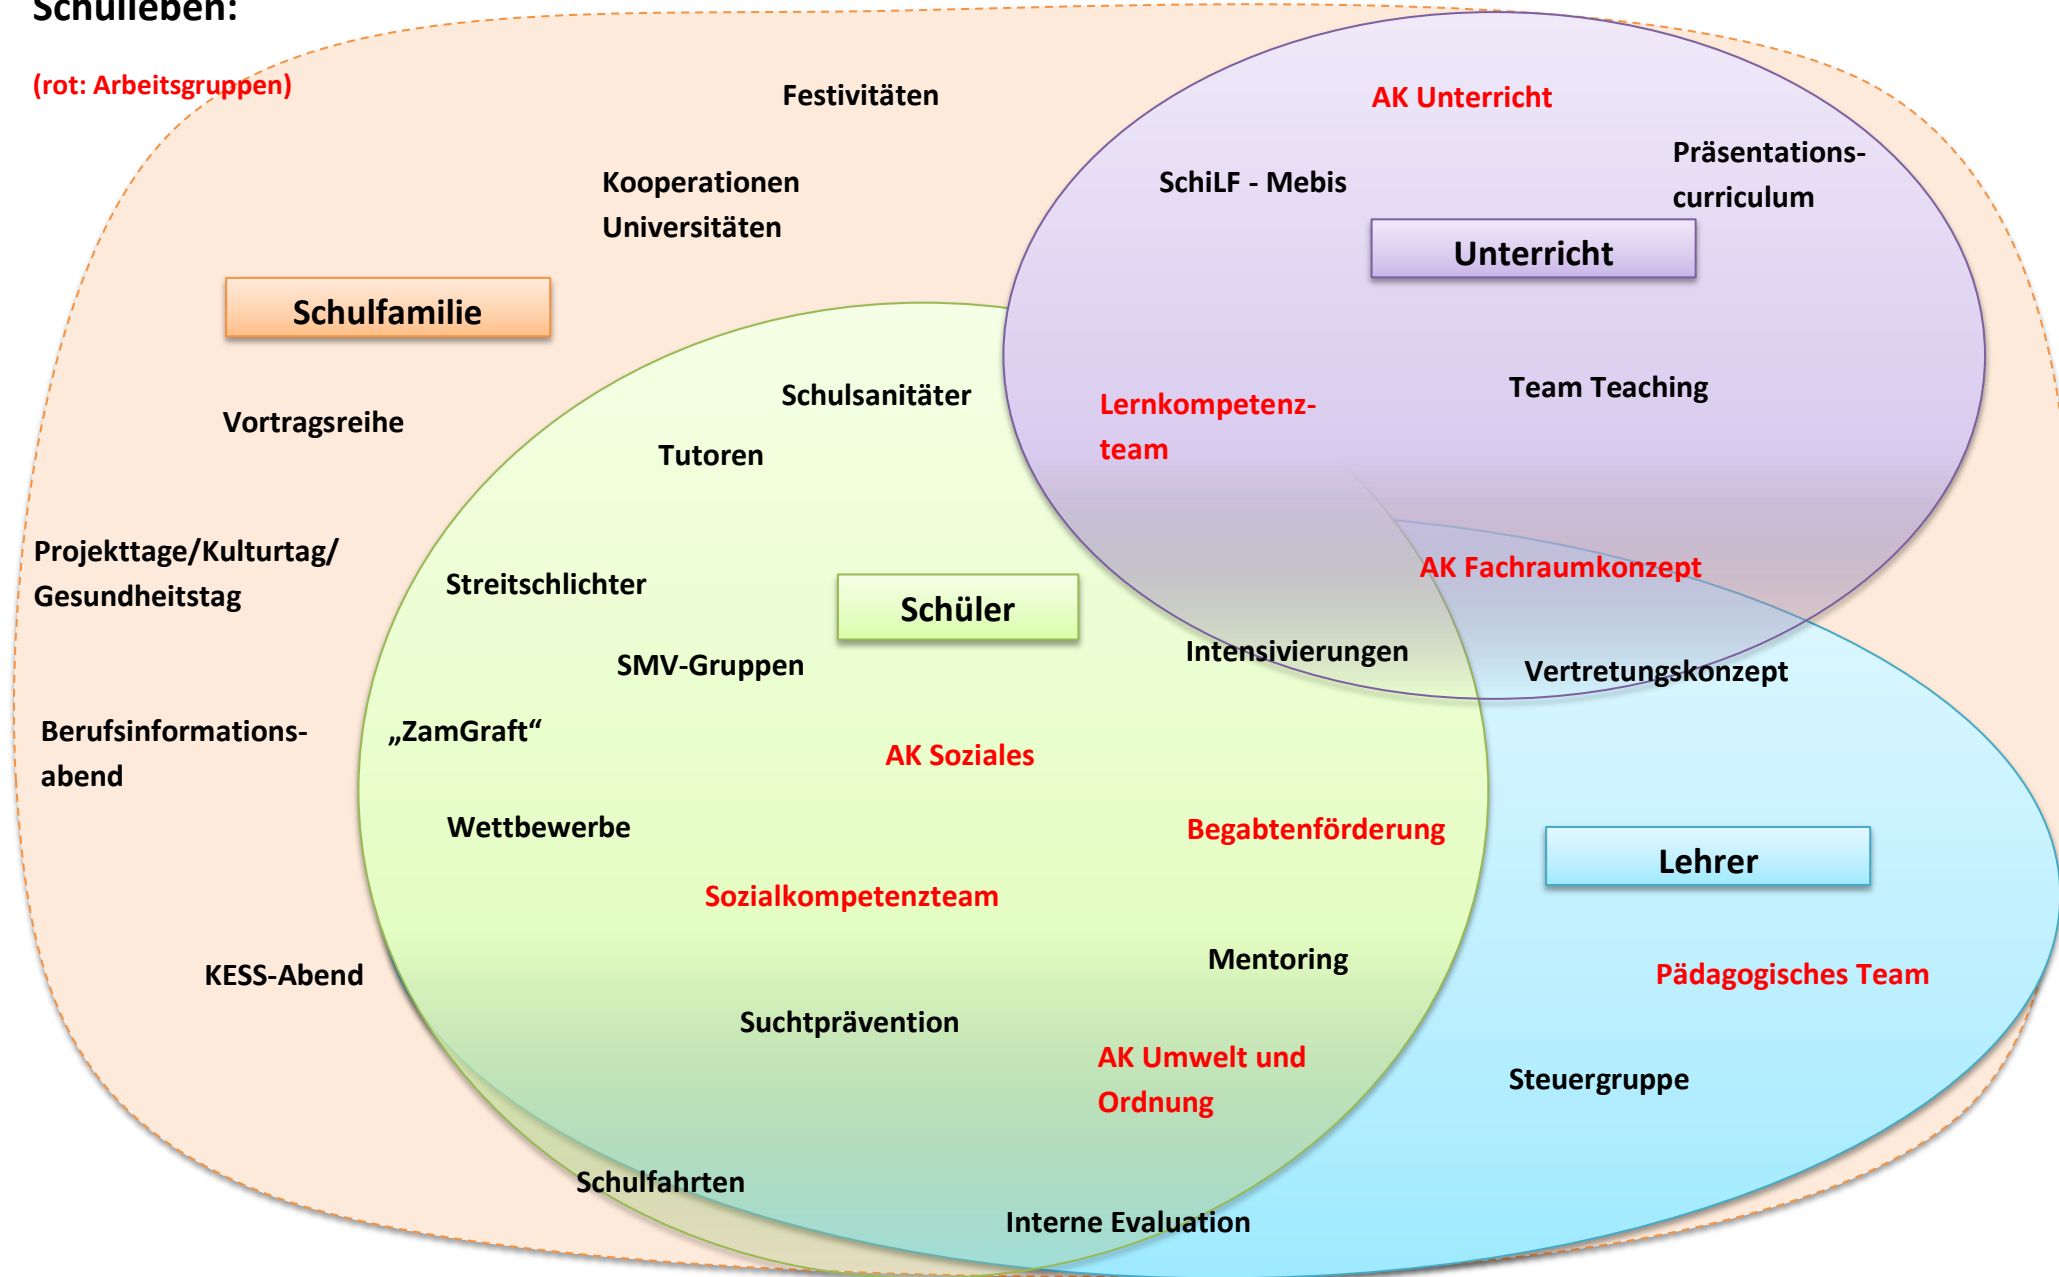 Schulleben:
(rot: Arbeitsgruppen)
Festivitäten
AK Unterricht
Präsentations-
curriculum
Kooperationen
Universitäten
SchiLF - Mebis
Unterricht
Schulfamilie
Schulsanitäter
Team Teaching
Lernkompetenz-
team
Vortragsreihe
Tutoren
Projekttage/Kulturtag/
Gesundheitstag
Streitschlichter
Schüler
AK Fachraumkonzept
SMV-Gruppen
Intensivierungen
Vertretungskonzept
Berufsinformations-
abend
„ZamGraft“
AK Soziales
Wettbewerbe
Begabtenförderung
Lehrer
Sozialkompetenzteam
KESS-Abend
Mentoring
Pädagogisches Team
Suchtprävention
AK Umwelt und
Ordnung
Steuergruppe
Schulfahrten
Interne Evaluation